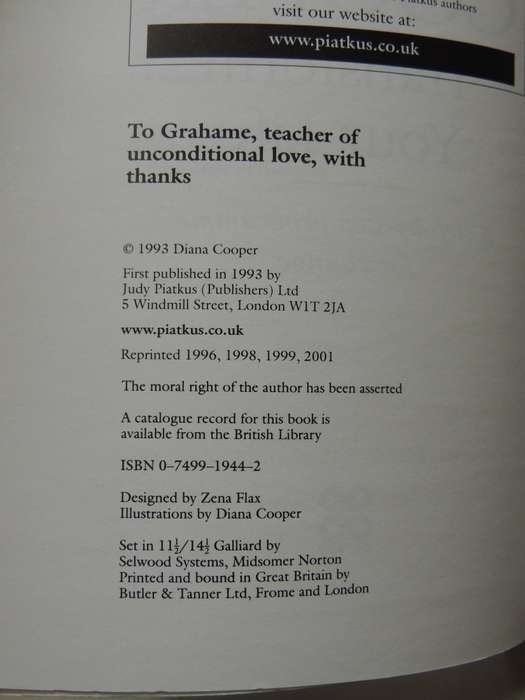 authors
visit our website at:
www.piatkus.co.uk
To Grahame, teacher of
unconditional love, with
thanks
© 1993 Diana Cooper
First published in 1993 by
Judy Piatkus (Publishers) Ltd
5 Windmill Street, London W1T 2JA
www.piatkus.co.uk
Reprinted 1996, 1998, 1999, 2001
The moral right of the author has been asserted
A catalogue record for this book is
available from the British Library
ISBN 0–7499–1944–2
Designed by Zena Flax
Illustrations by Diana Cooper
Set in 11½/14½ Galliard by
Selwood Systems, Midsomer Norton
Printed and bound in Great Britain by
Butler & Tanner Ltd, Frome and London